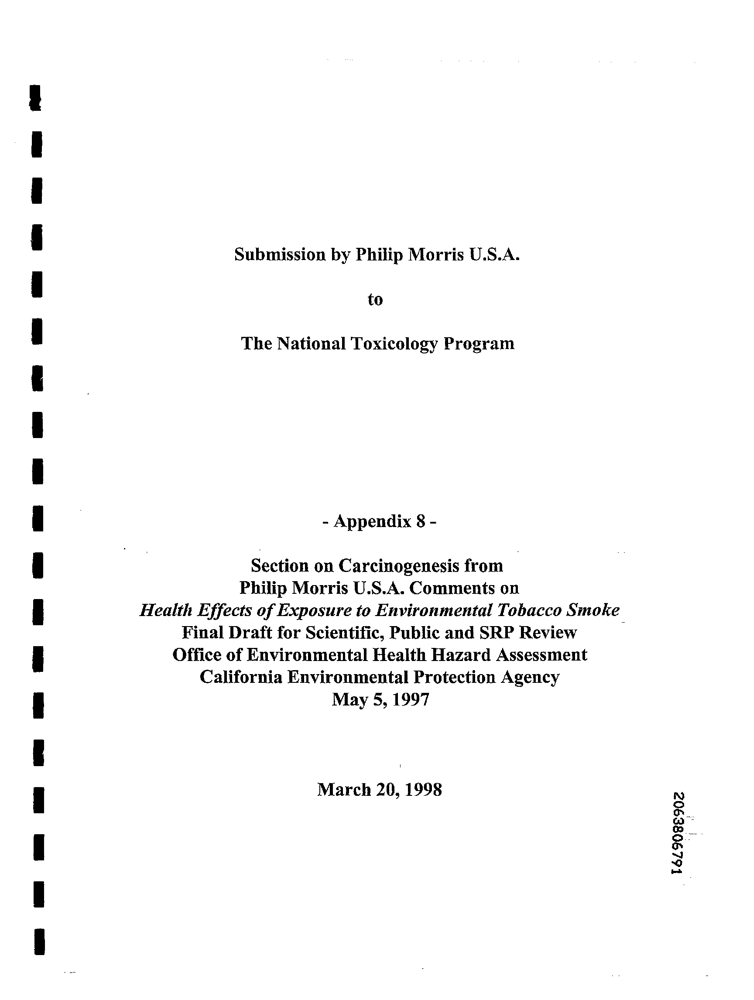 Submission by Philip Morris U.S.A.
to
The National Toxicology Program
- Appendix 8 -
Section on Carcinogenesis from
Philip Morris U.S.A. Comments on
Health Effects of Exposure to Environmental Tobacco Smoke
Final Draft for Scientific, Public and SRP Review
Office of Environmental Health Hazard Assessment
California Environmental Protection Agency
May 5, 1997
March 20, 1998
2063806791